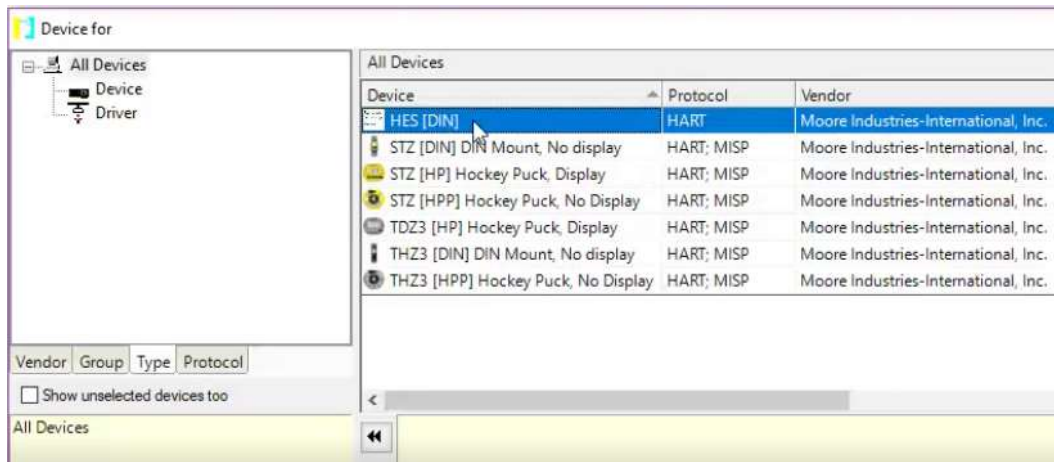 Device for
All Devices
Device
Driver
Vendor Group Type Protocol
Show unselected devices too
All Devices
All Devices
Device Protocol Vendor
HES [DIN] HART Moore Industries-International, Inc.
STZ [DIN] DIN Mount, No display HART; MISP Moore Industries-International, Inc.
STZ [HP] Hockey Puck, Display HART; MISP Moore Industries-International, Inc.
STZ [HPP] Hockey Puck, No Display HART; MISP Moore Industries-International, Inc.
TDZ3 [HP] Hockey Puck, Display HART; MISP Moore Industries-International, Inc.
THZ3 [DIN] DIN Mount, No display HART; MISP Moore Industries-International, Inc.
THZ3 [HPP] Hockey Puck, No Display HART; MISP Moore Industries-International, Inc.